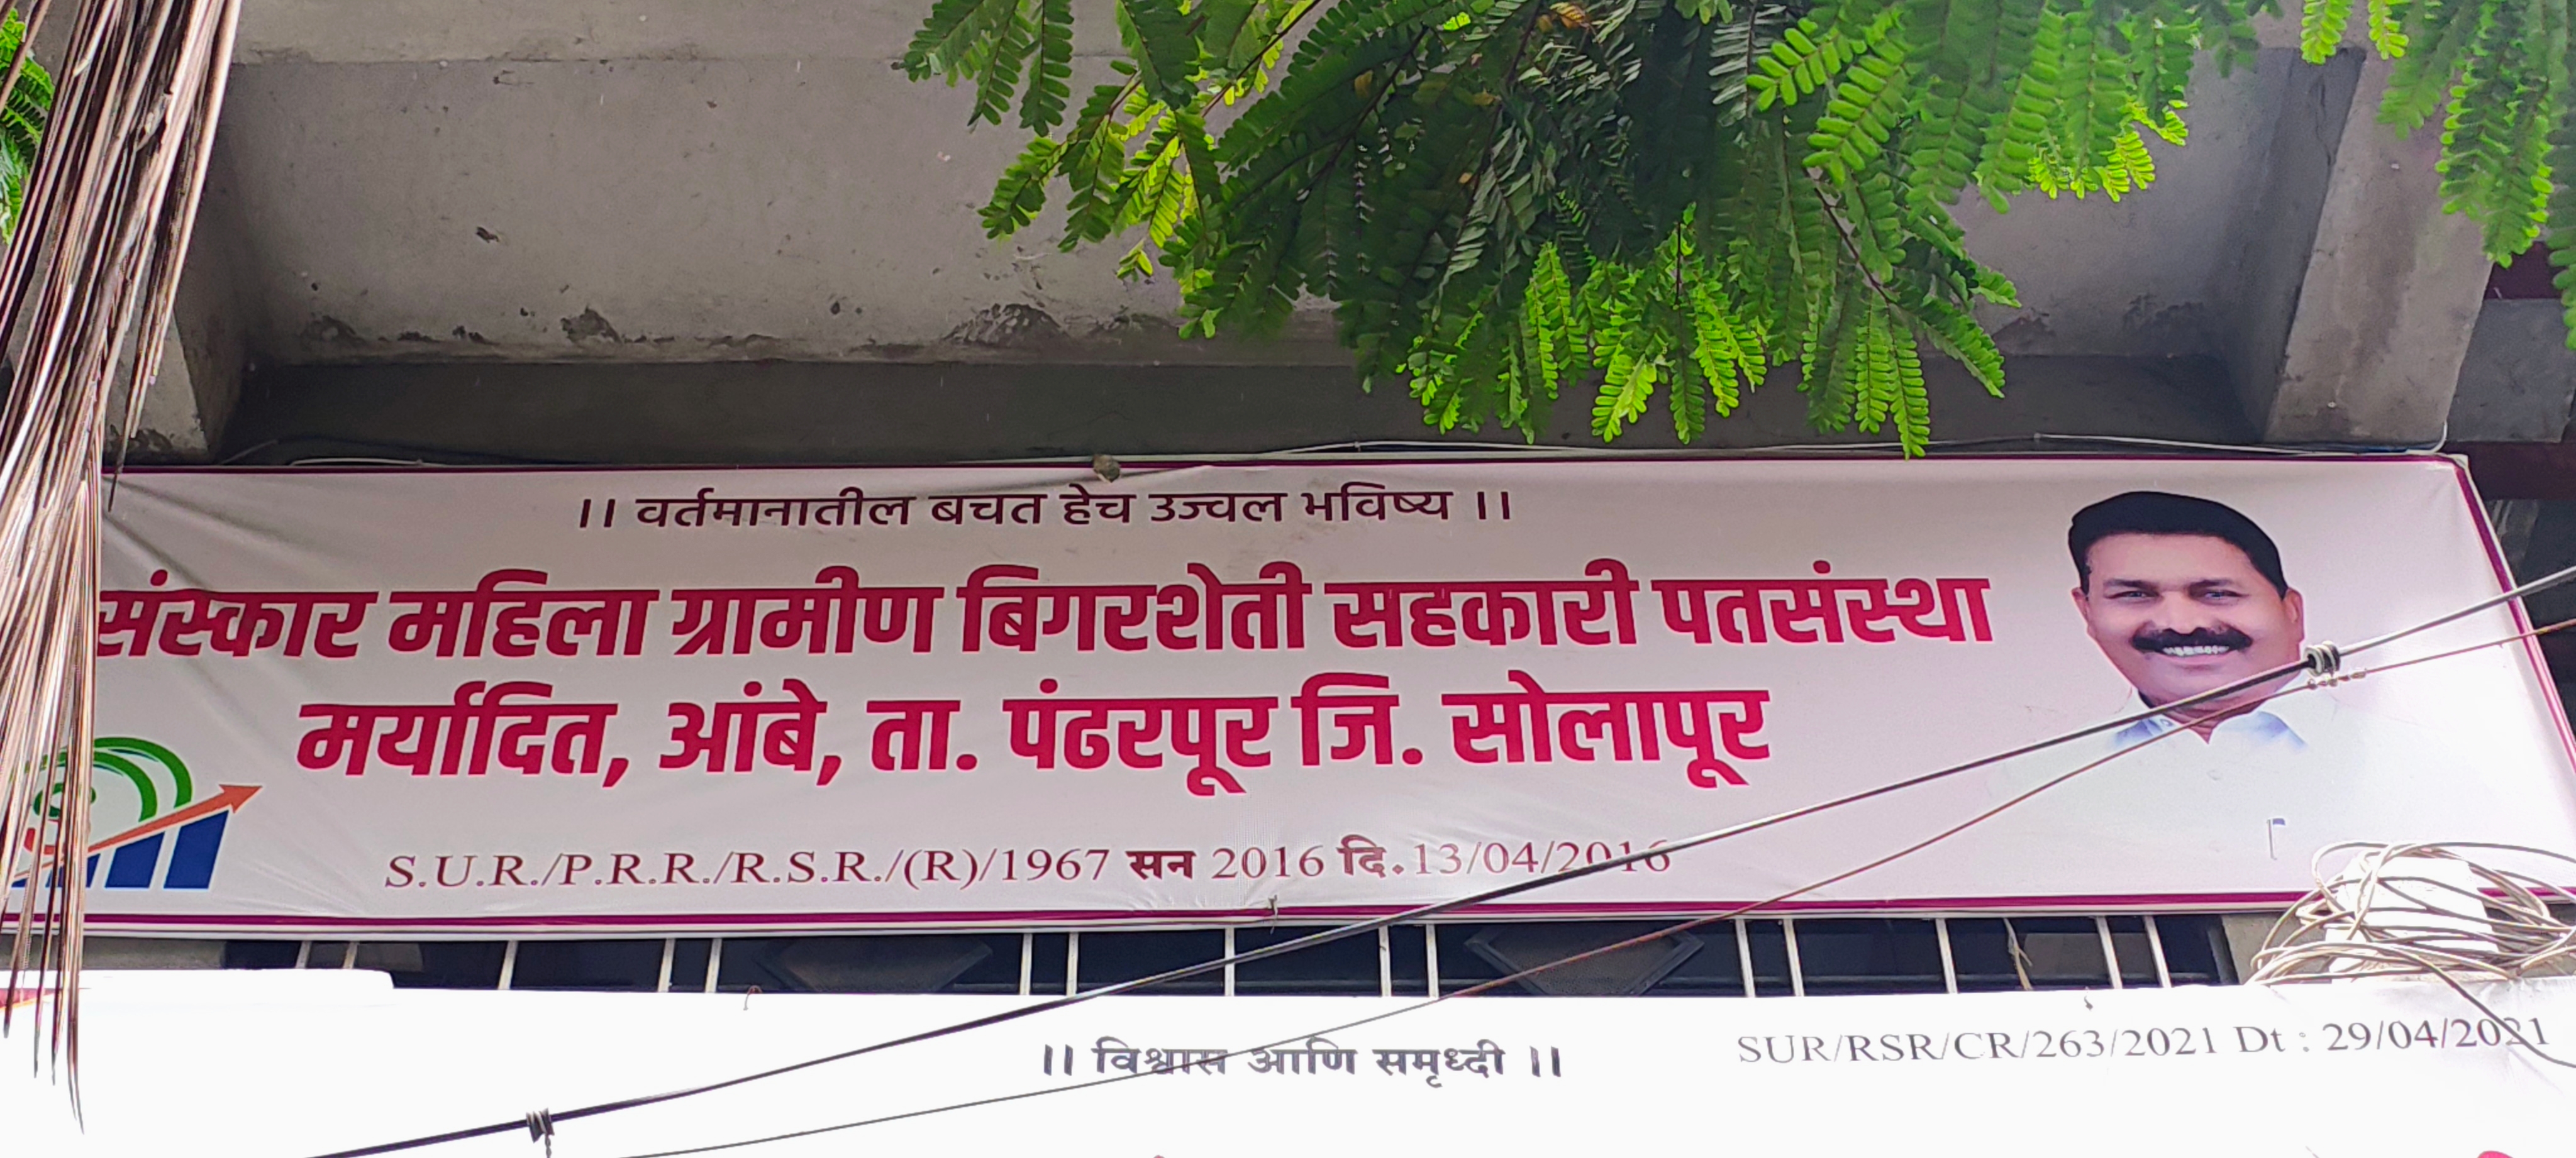 ।। वर्तमानातील बचत हेच उज्वल भविष्य ।।
संस्कार महिला ग्रामीण बिगरशेती सहकारी पतसंस्था
मर्यादित, आंबे, ता. पंढरपूर जि. सोलापूर
S.U.R./P.R.R./R.S.R./(R)/1967 सन 2016 दि.13/04/2016
।। विश्वास आणि समृध्दी ।।
SUR/RSR/CR/263/2021 Dt : 29/04/2021